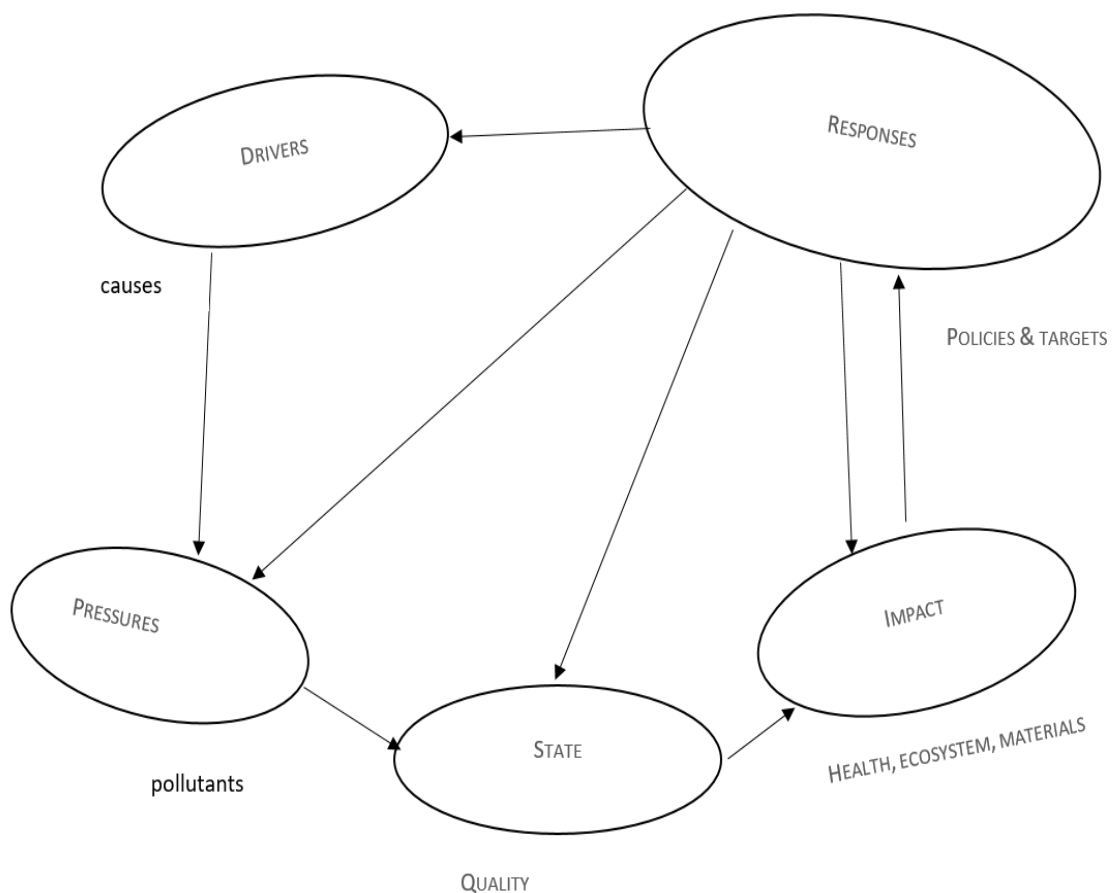 DRIVERS
RESPONSES
causes
POLICIES & TARGETS
PRESSURES
IMPACT
STATE
HEALTH, ECOSYSTEM, MATERIALS
pollutants
QUALITY